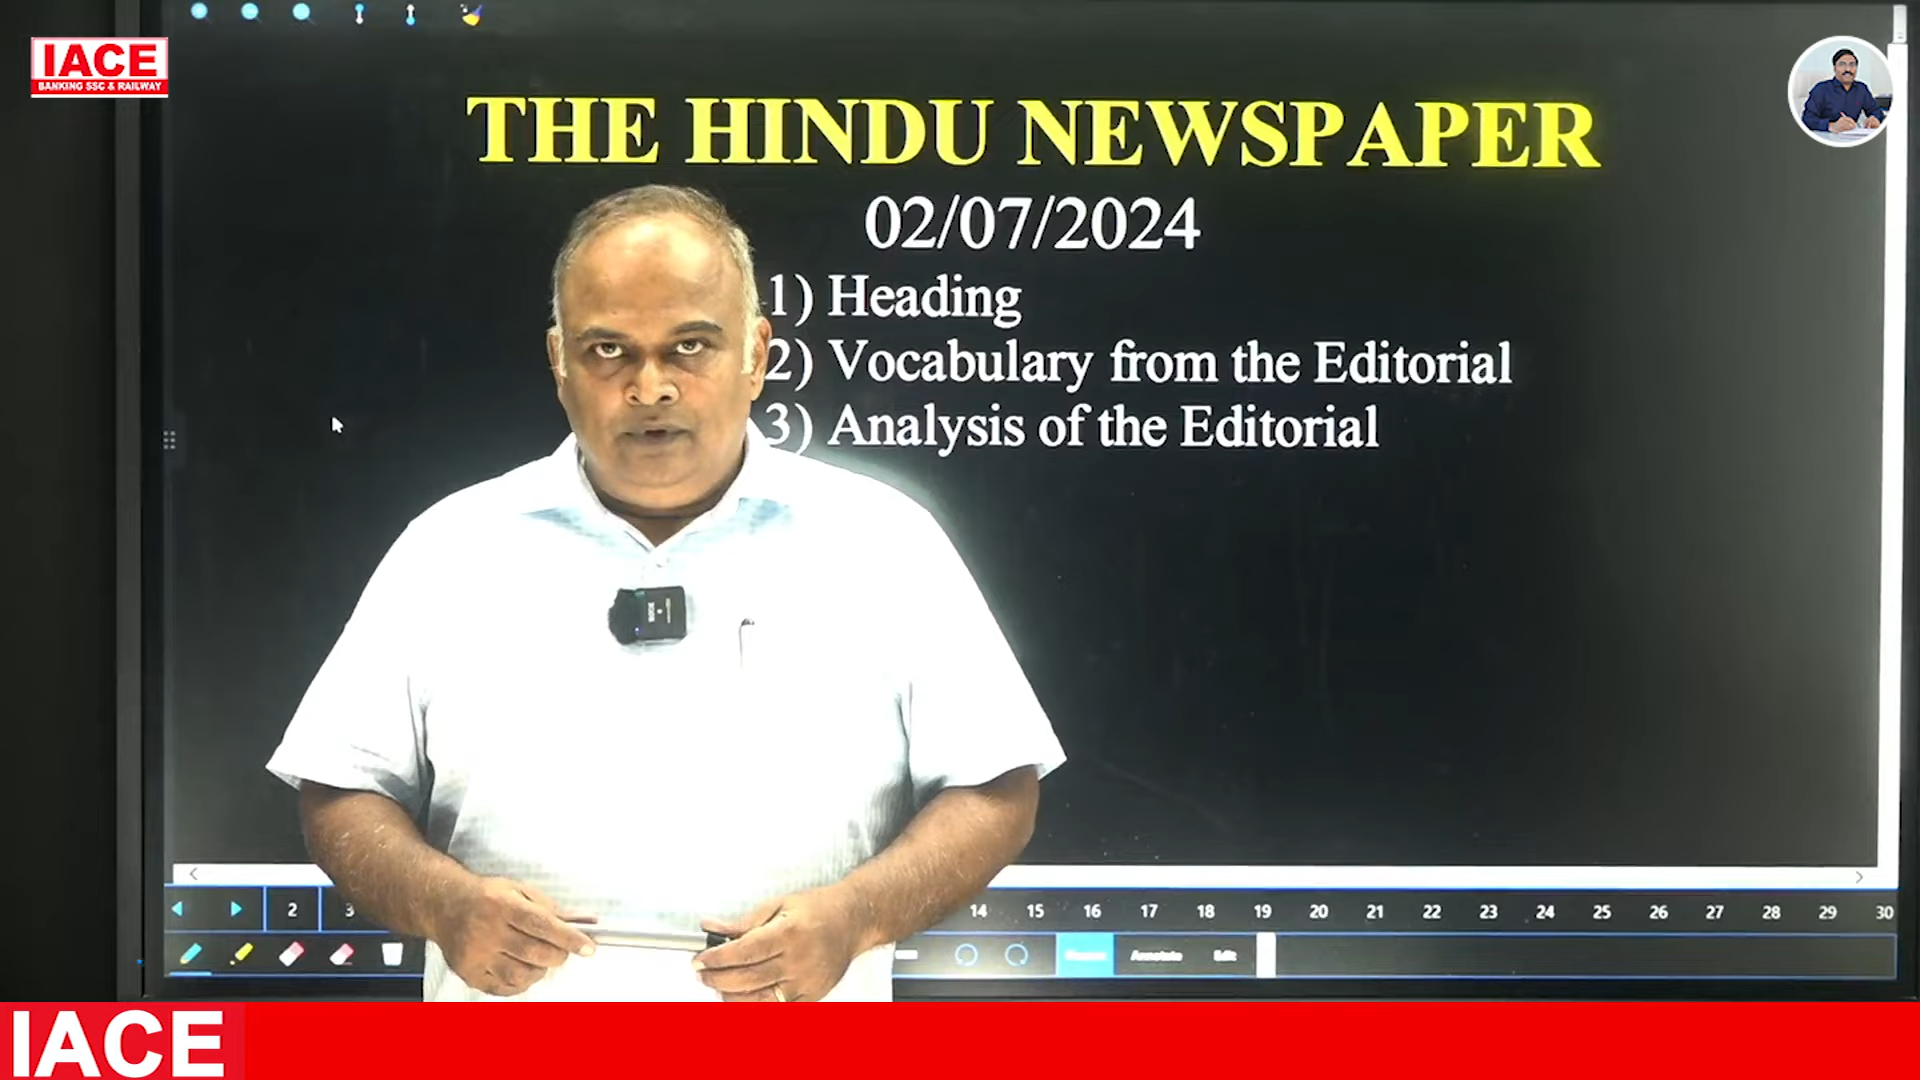 IACE
BANKING SSC & RAILWAY
THE HINDU NEWSPAPER
02/07/2024
1) Heading
2) Vocabulary from the Editorial
3) Analysis of the Editorial
2 3 14 15 16 17 18 19 20 21 22 23 24 25 26 27 28 29 30
Annotate Edit
IACE